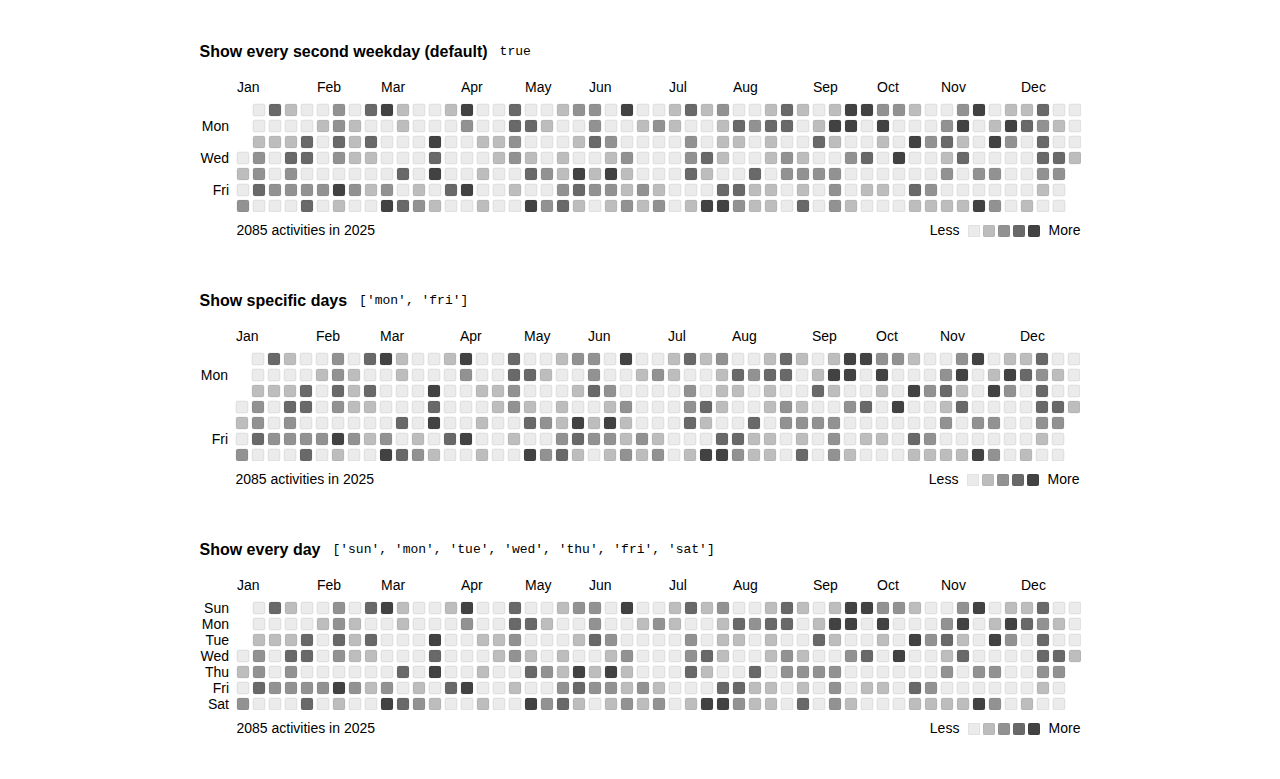 Show every second weekday (default) true
Jan Feb Mar Apr May Jun Jul Aug Sep Oct Nov Dec
Mon
Wed
Fri
2085 activities in 2025 Less More
Show specific days ['mon', 'fri']
Jan Feb Mar Apr May Jun Jul Aug Sep Oct Nov Dec
Mon
Fri
2085 activities in 2025 Less More
Show every day ['sun', 'mon', 'tue', 'wed', 'thu', 'fri', 'sat']
Jan Feb Mar Apr May Jun Jul Aug Sep Oct Nov Dec
Sun
Mon
Tue
Wed
Thu
Fri
Sat
2085 activities in 2025 Less More